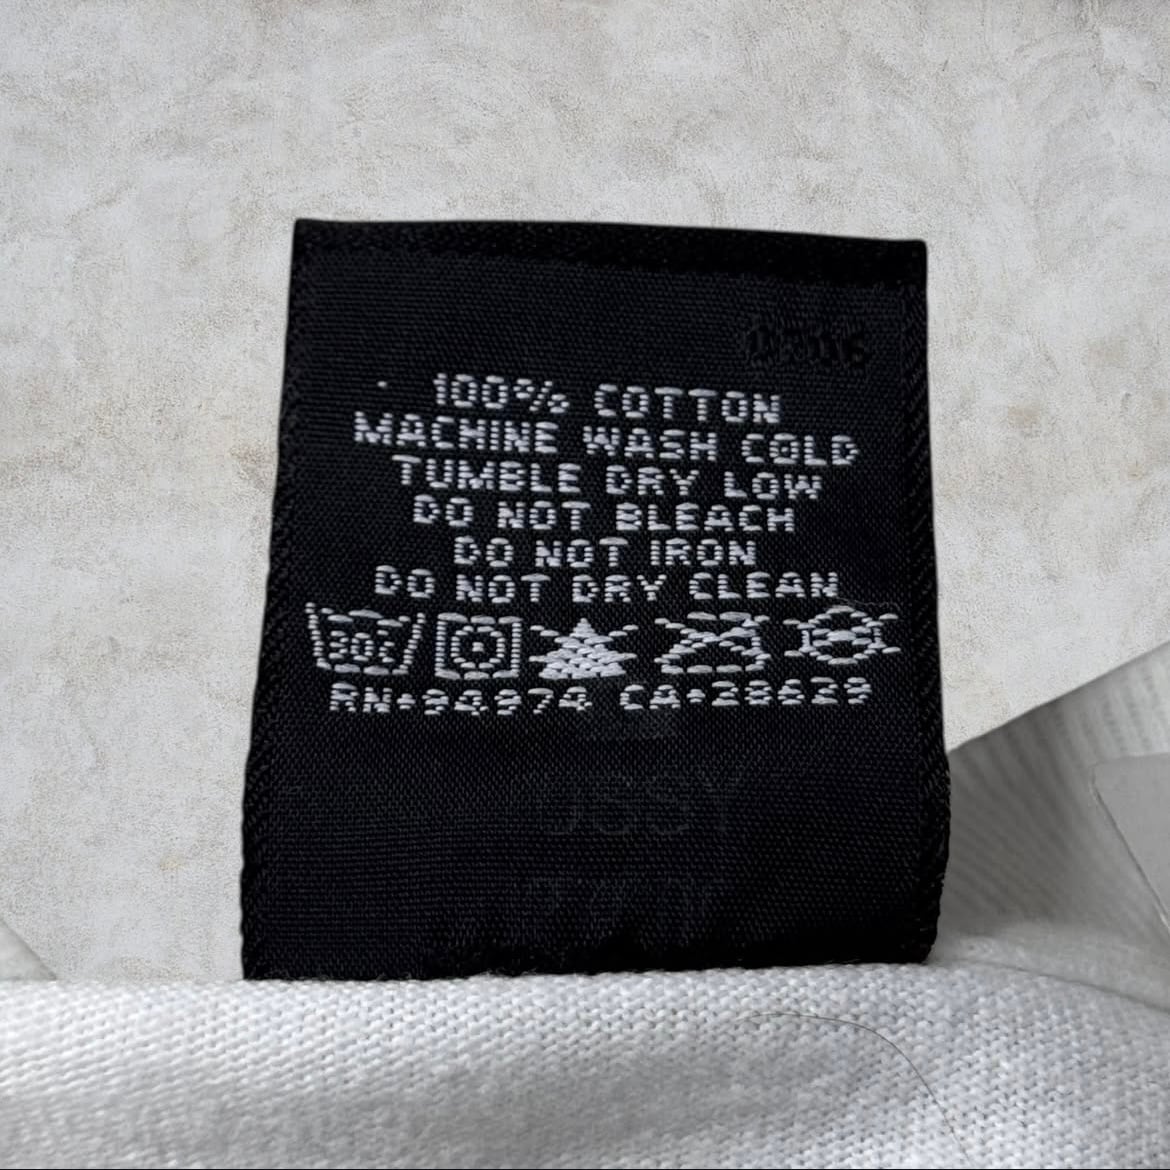 100% COTTON
MACHINE WASH COLD
TUMBLE DRY LOW
DO NOT BLEACH
DO NOT IRON
DO NOT DRY CLEAN
RN•94974 CA•28629